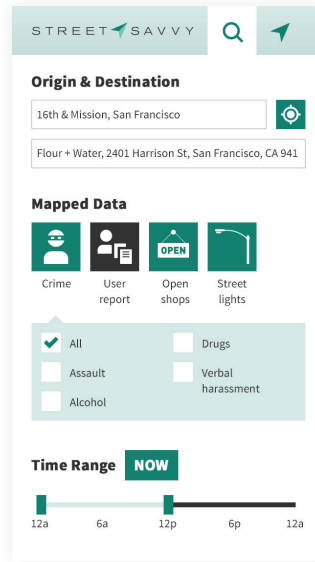 STREET SAVVY
Origin & Destination
16th & Mission, San Francisco
Flour + Water, 2401 Harrison St, San Francisco, CA 941
Mapped Data
OPEN
Crime
User
report
Open
shops
Street
lights
All
Drugs
Assault
Verbal
harassment
Alcohol
Time Range NOW
12a 6a 12p 6p 12a